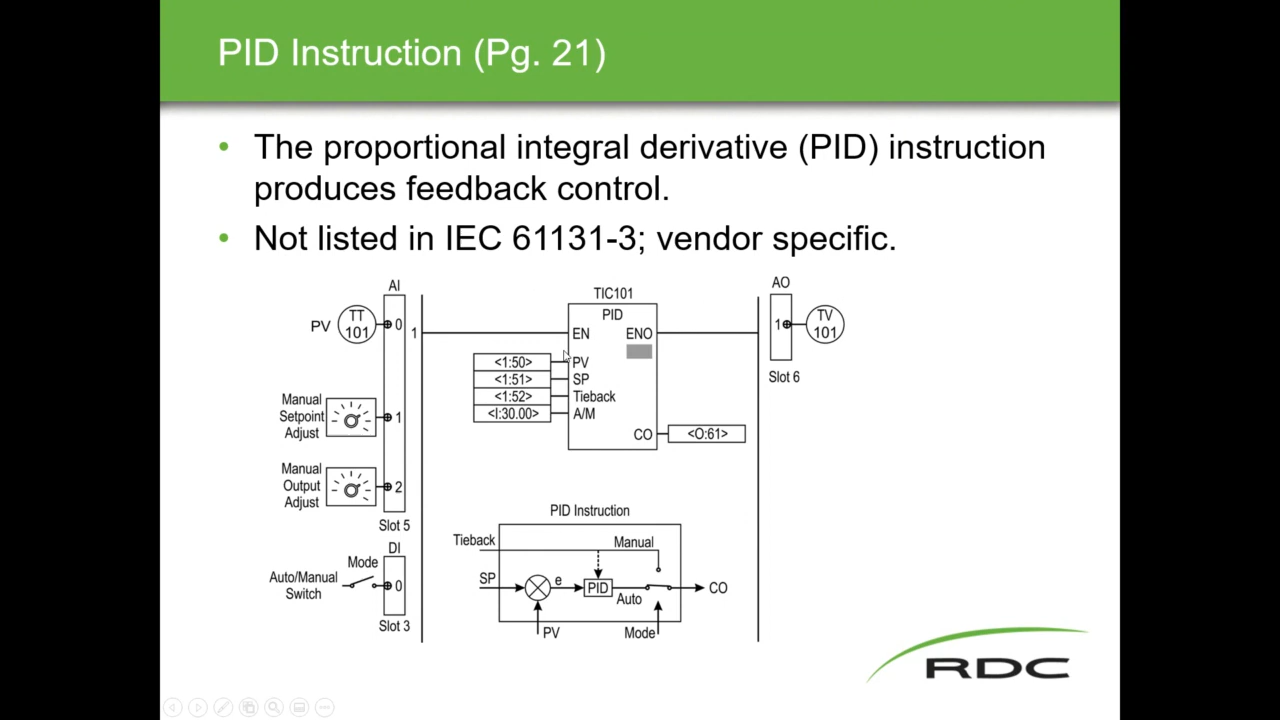 PID Instruction (Pg. 21)
• The proportional integral derivative (PID) instruction
produces feedback control.
• Not listed in IEC 61131-3; vendor specific.
AI
PV
TT
101
0
Manual
Setpoint
Adjust
1
Manual
Output
Adjust
2
Slot 5
DI
Mode
Auto/Manual
Switch
0
Slot 3
1
TIC101
PID
EN
ENO
<1:50>
PV
<1:51>
SP
<1:52>
Tieback
<I:30.00>
A/M
CO
<O:61>
AO
1
TV
101
Slot 6
PID Instruction
Tieback
Manual
SP
e
PID
Auto
CO
PV
Mode
RDC